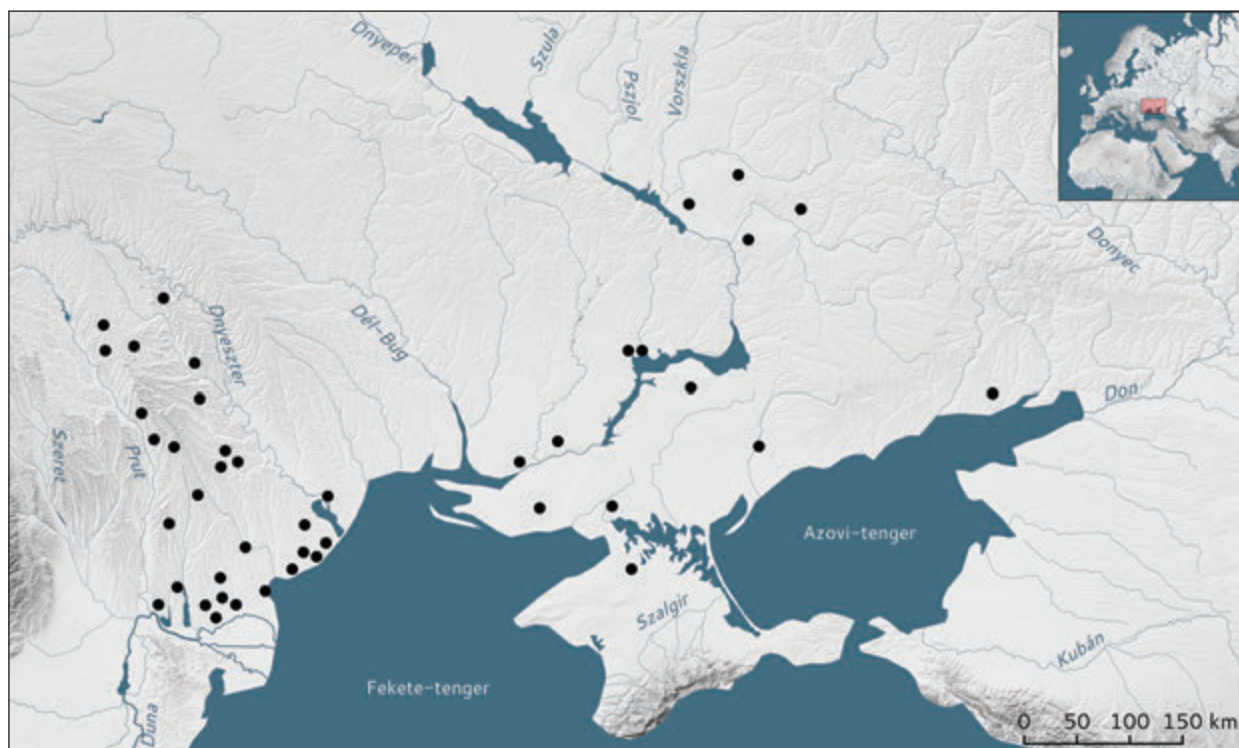 Dnyeper
Szula
Pszjol
Vorszkla
Donyec
Dnyeszter
Dél-Bug
Don
Szeret
Prut
Azovi-tenger
Szalgir
Kubán
Fekete-tenger
Duna
0 50 100 150 km